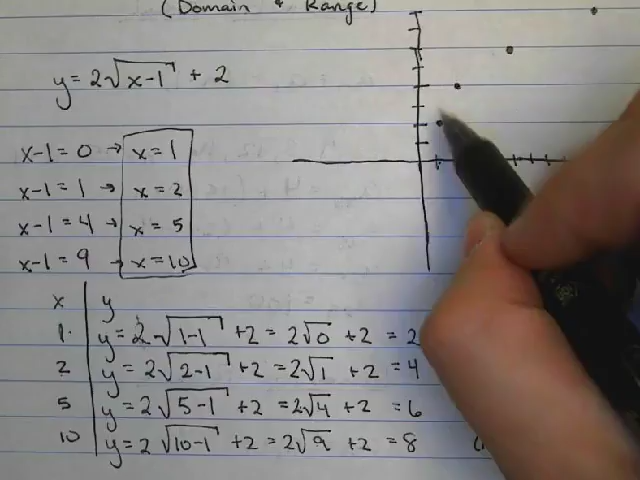 (Domain & Range)
y = 2√x-1 + 2
x-1 = 0 → x = 1
x-1 = 1 → x = 2
x-1 = 4 → x = 5
x-1 = 9 → x = 10
x y
1 y = 2√1-1 +2 = 2√0 +2 = 2
2 y = 2√2-1 +2 = 2√1 +2 = 4
5 y = 2√5-1 +2 = 2√4 +2 = 6
10 y = 2√10-1 +2 = 2√9 +2 = 8